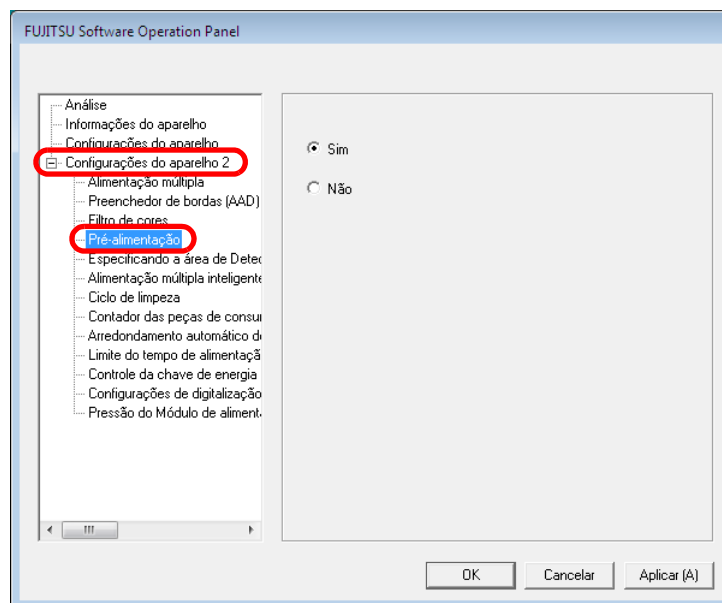 FUJITSU Software Operation Panel
Análise
Informações do aparelho
Configurações do aparelho
Configurações do aparelho 2
Alimentação múltipla
Preenchedor de bordas (AAD)
Filtro de cores
Pré-alimentação
Especificando a área de Detec
Alimentação múltipla inteligente
Ciclo de limpeza
Contador das peças de consu
Arredondamento automático d
Limite do tempo de alimentaçã
Controle da chave de energia
Configurações de digitalização
Pressão do Módulo de aliment
Sim
Não
OK
Cancelar
Aplicar (A)